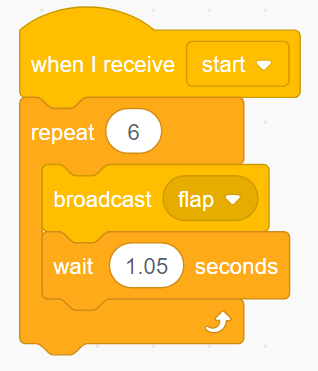 when I receive start
repeat 6
broadcast flap
wait 1.05 seconds